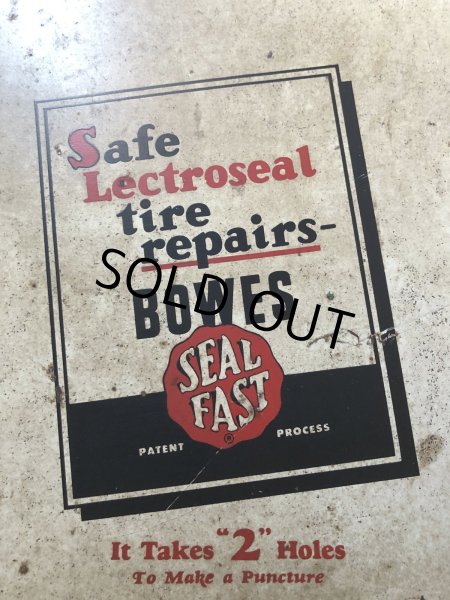 Safe
Lectroseal
tire
repairs-
BOWES
SOLD OUT
SEAL
FAST
®
PATENT PROCESS
It Takes "2" Holes
To Make a Puncture